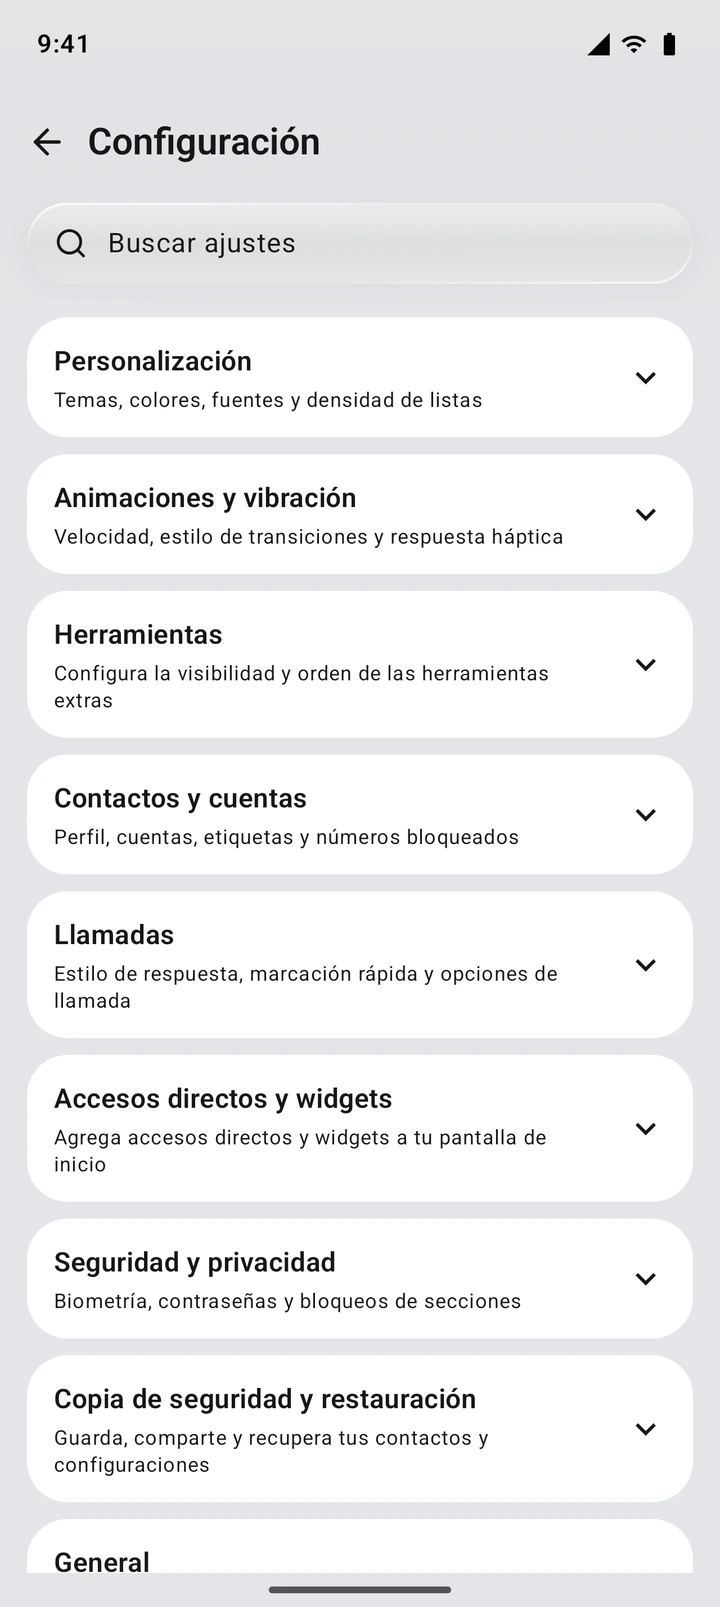 9:41
Configuración
Buscar ajustes
Personalización
Temas, colores, fuentes y densidad de listas
Animaciones y vibración
Velocidad, estilo de transiciones y respuesta háptica
Herramientas
Configura la visibilidad y orden de las herramientas
extras
Contactos y cuentas
Perfil, cuentas, etiquetas y números bloqueados
Llamadas
Estilo de respuesta, marcación rápida y opciones de
llamada
Accesos directos y widgets
Agrega accesos directos y widgets a tu pantalla de
inicio
Seguridad y privacidad
Biometría, contraseñas y bloqueos de secciones
Copia de seguridad y restauración
Guarda, comparte y recupera tus contactos y
configuraciones
General